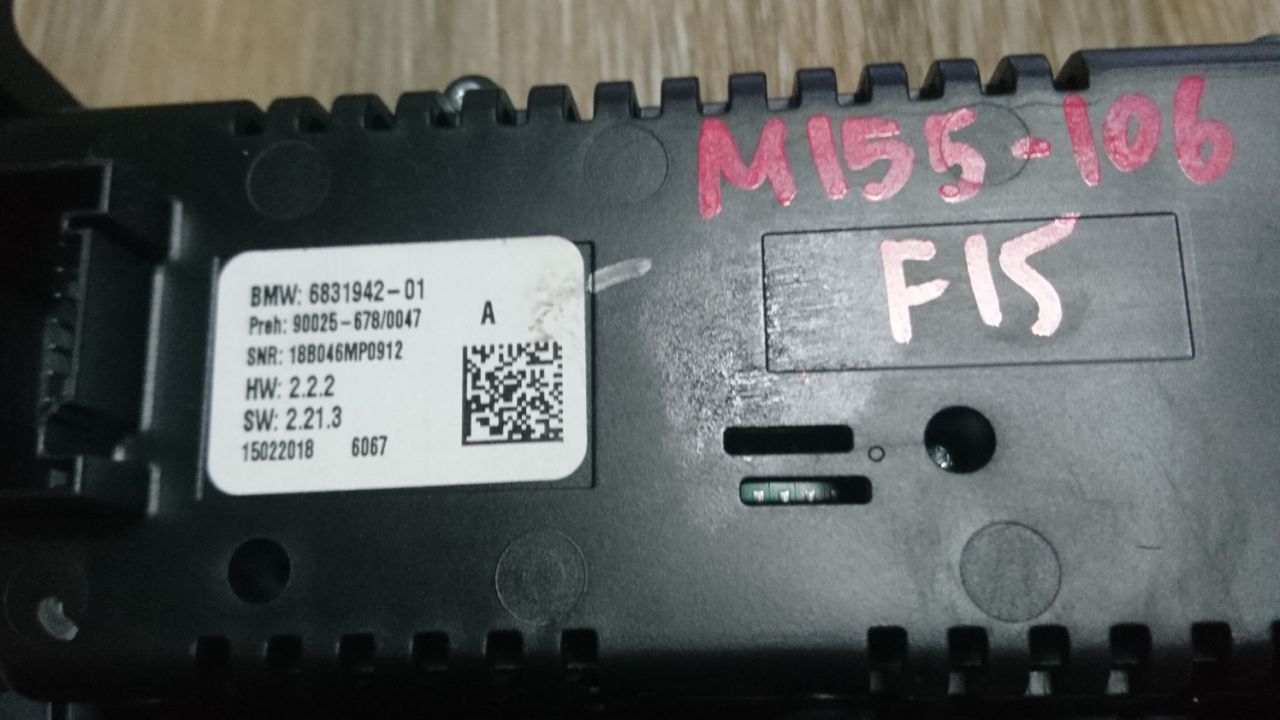 M155-106
F15
BMW: 6831942-01
Preh: 90025-678/0047
A
SNR: 18B046MP0912
HW: 2.2.2
SW: 2.21.3
15022018 6067